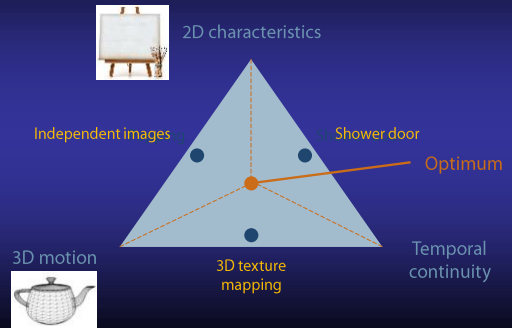 2D characteristics
Independent images
Shower door
Optimum
3D motion
3D texture
mapping
Temporal
continuity